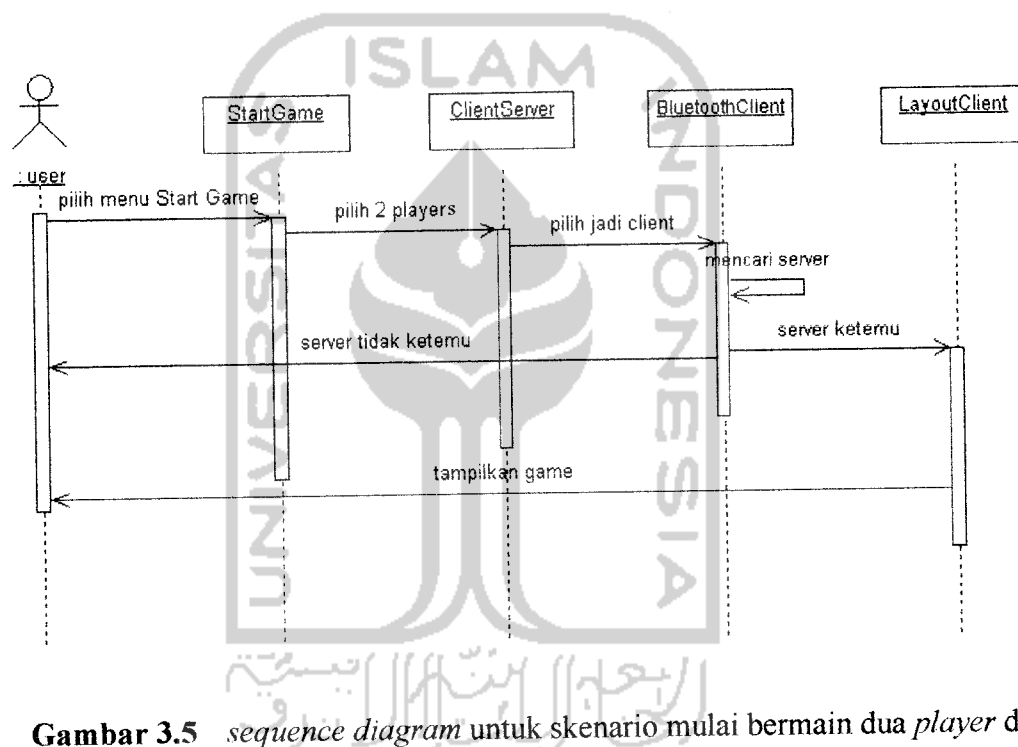 ISLAM
UNIVERSITAS
INDONESIA
StartGame
ClientServer
BluetoothClient
LayoutClient
: user
pilih menu Start Game
pilih 2 players
pilih jadi client
mencari server
server tidak ketemu
server ketemu
tampilkan game
Gambar 3.5 sequence diagram untuk skenario mulai bermain dua player d